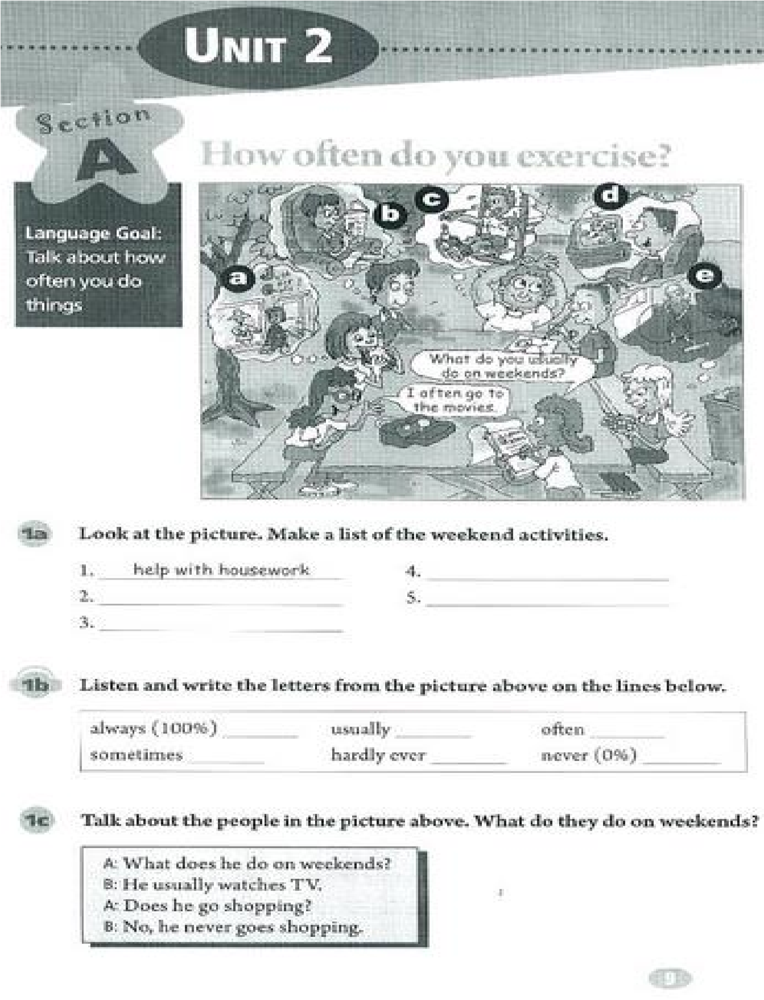 UNIT 2
Section
A
How often do you exercise?
Language Goal:
Talk about how
often you do
things
a
b
c
d
e
What do you usually
do on weekends?
I often go to
the movies.
1a Look at the picture. Make a list of the weekend activities.
1. help with housework 4.
2. 5.
3.
1b Listen and write the letters from the picture above on the lines below.
always (100%) usually often
sometimes hardly ever never (0%)
1c Talk about the people in the picture above. What do they do on weekends?
A: What does he do on weekends?
B: He usually watches TV.
A: Does he go shopping?
B: No, he never goes shopping.
9